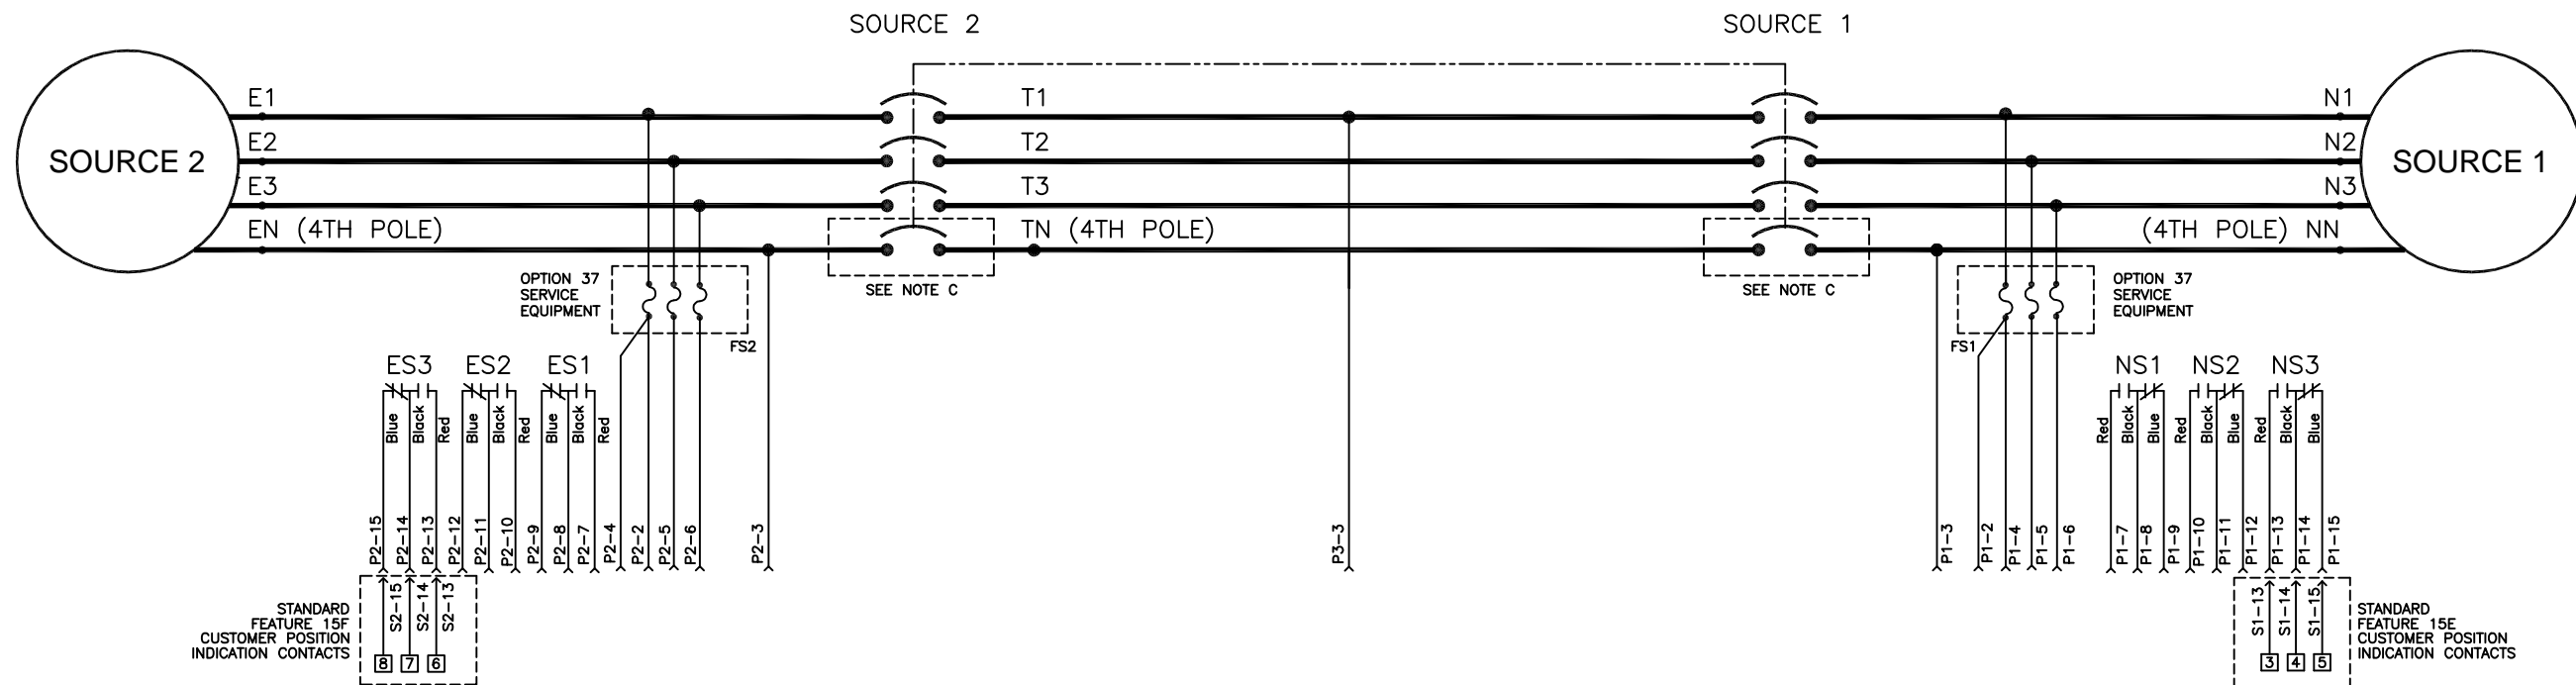 SOURCE 2
SOURCE 1
SOURCE 2
E1
E2
E3
EN (4TH POLE)
T1
T2
T3
TN (4TH POLE)
N1
N2
N3
(4TH POLE) NN
SOURCE 1
OPTION 37
SERVICE
EQUIPMENT
FS2
SEE NOTE C
SEE NOTE C
OPTION 37
SERVICE
EQUIPMENT
FS1
ES3
ES2
ES1
NS1
NS2
NS3
Blue
Black
Red
Blue
Black
Red
Blue
Black
Red
Red
Black
Blue
Red
Black
Blue
Red
Black
Blue
P2-15
P2-14
P2-13
P2-12
P2-11
P2-10
P2-9
P2-8
P2-7
P2-4
P2-2
P2-5
P2-6
P2-3
P3-3
P1-3
P1-2
P1-4
P1-5
P1-6
P1-7
P1-8
P1-9
P1-10
P1-11
P1-12
P1-13
P1-14
P1-15
STANDARD
FEATURE 15F
CUSTOMER POSITION
INDICATION CONTACTS
S2-15
S2-14
S2-13
8
7
6
S1-13
S1-14
S1-15
3
4
5
STANDARD
FEATURE 15E
CUSTOMER POSITION
INDICATION CONTACTS